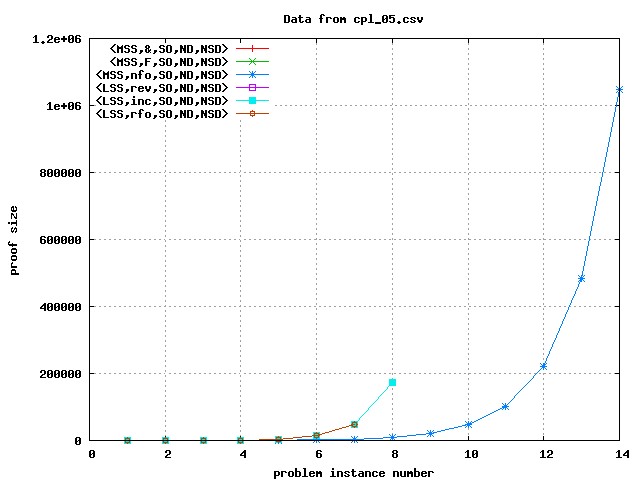 Data from cpl_05.csv
<MSS,&,SO,ND,NSD>
<MSS,F,SO,ND,NSD>
<MSS,nfo,SO,ND,NSD>
<LSS,rev,SO,ND,NSD>
<LSS,inc,SO,ND,NSD>
<LSS,rfo,SO,ND,NSD>
1.2e+06
1e+06
800000
600000
400000
200000
0
proof size
0 2 4 6 8 10 12 14
problem instance number